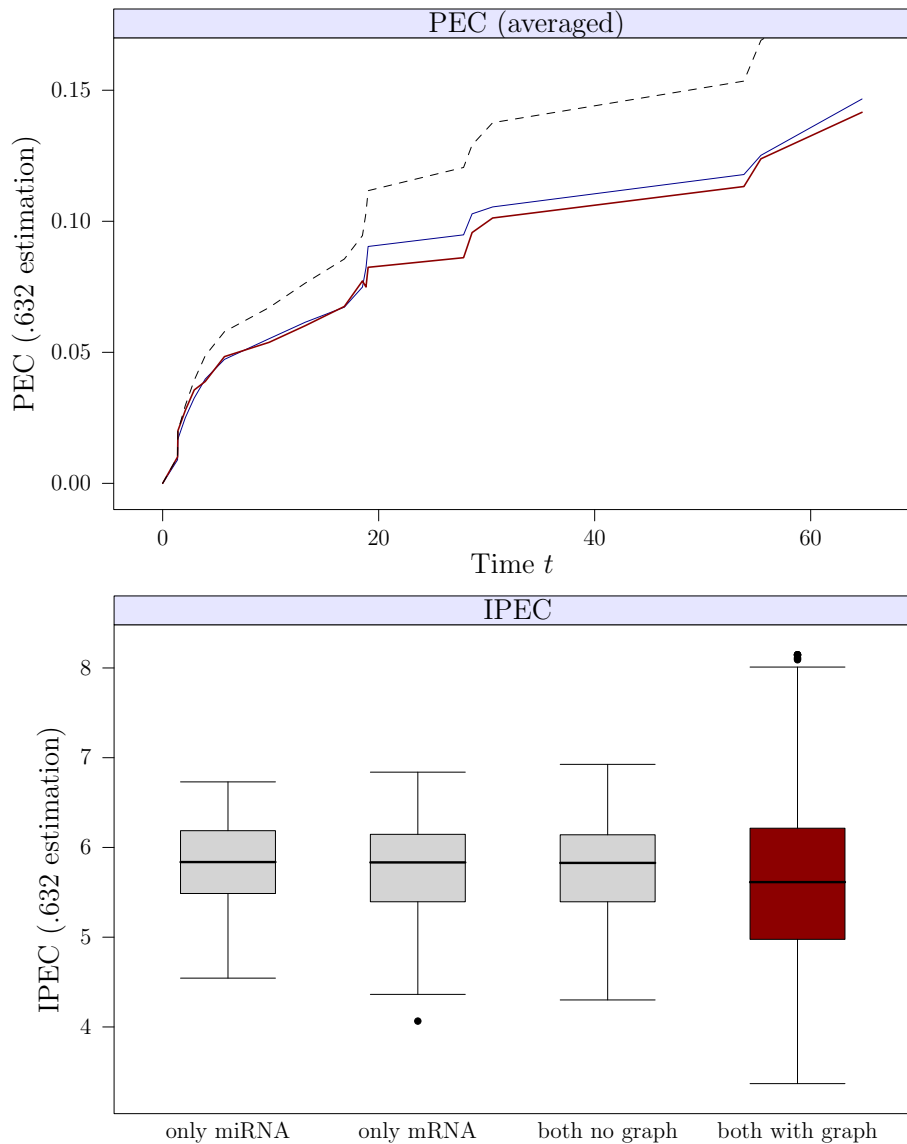 PEC (averaged)
PEC (.632 estimation)
0.15
0.10
0.05
0.00
0 20 40 60
Time t
IPEC
IPEC (.632 estimation)
8
7
6
5
4
only miRNA only mRNA both no graph both with graph